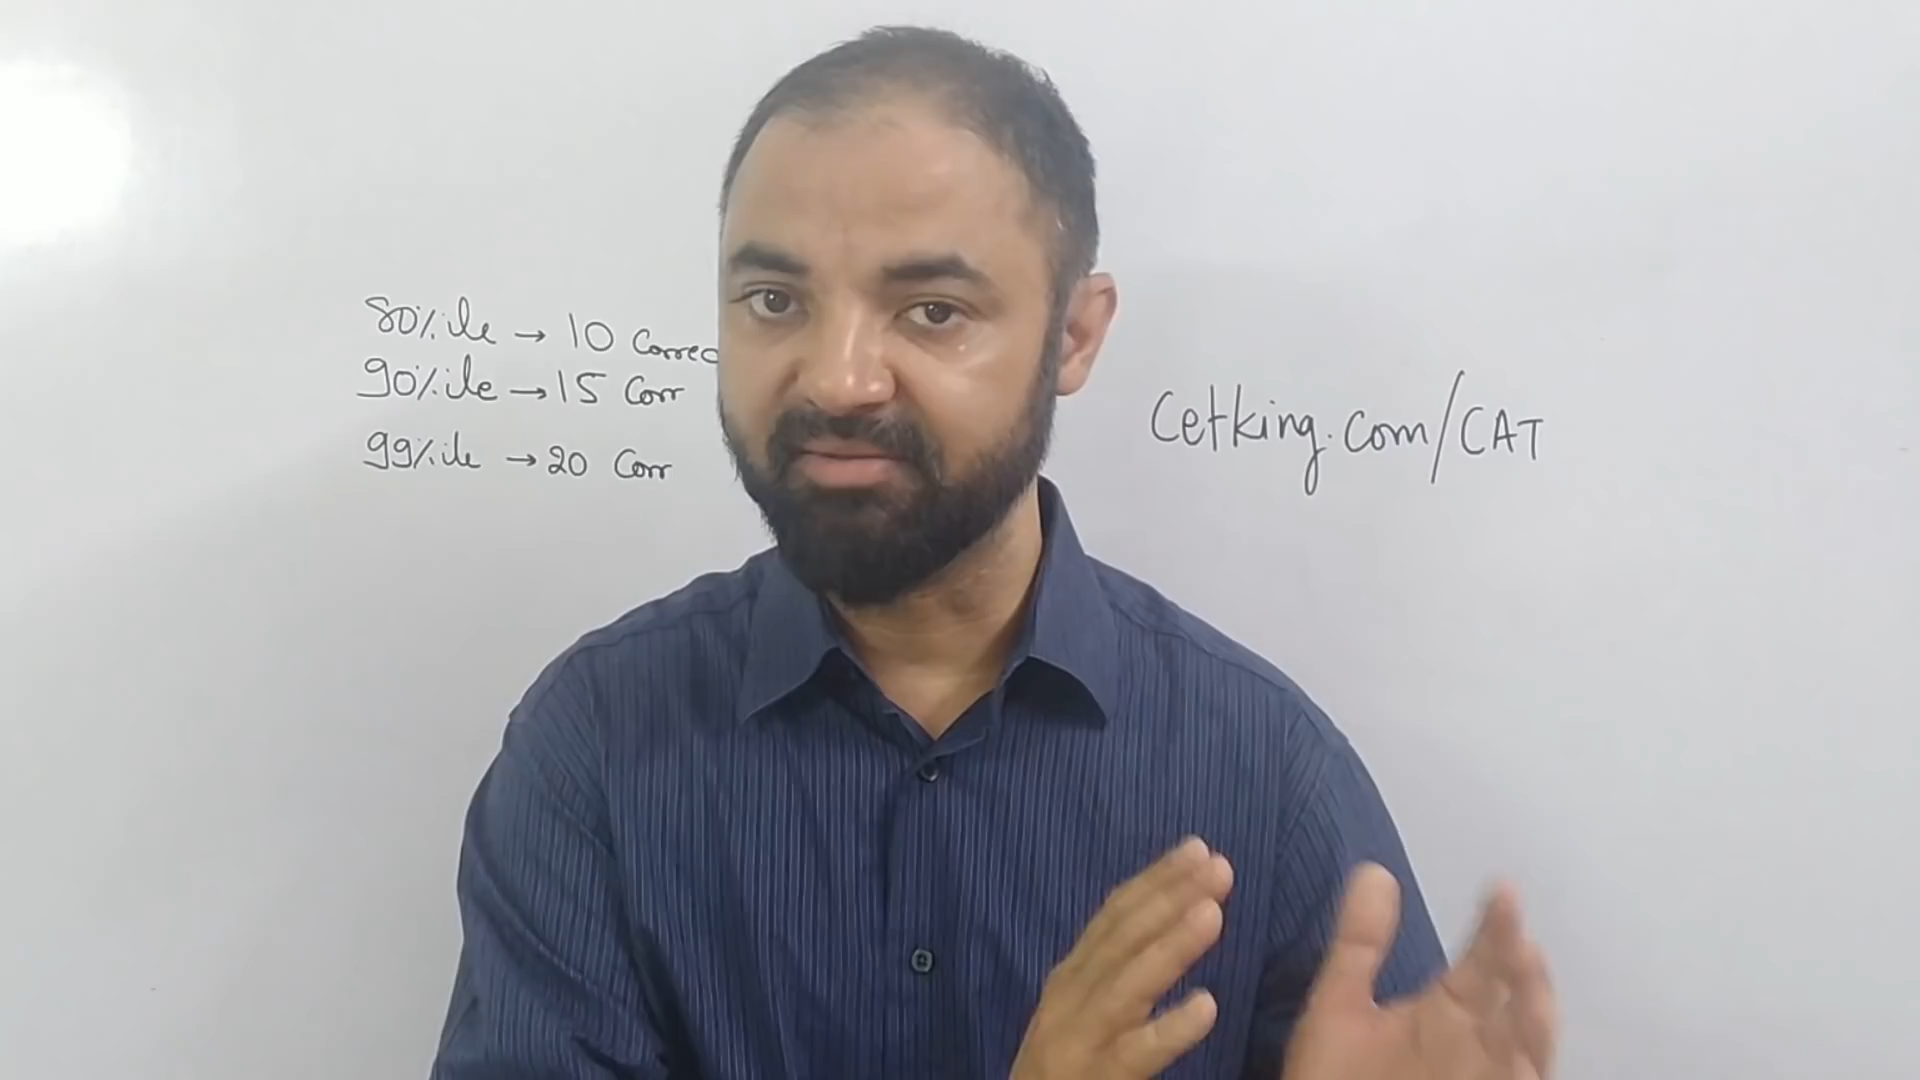 80%ile → 10 Correc
90%ile → 15 Corr
99%ile → 20 Corr
Cetking.com/CAT